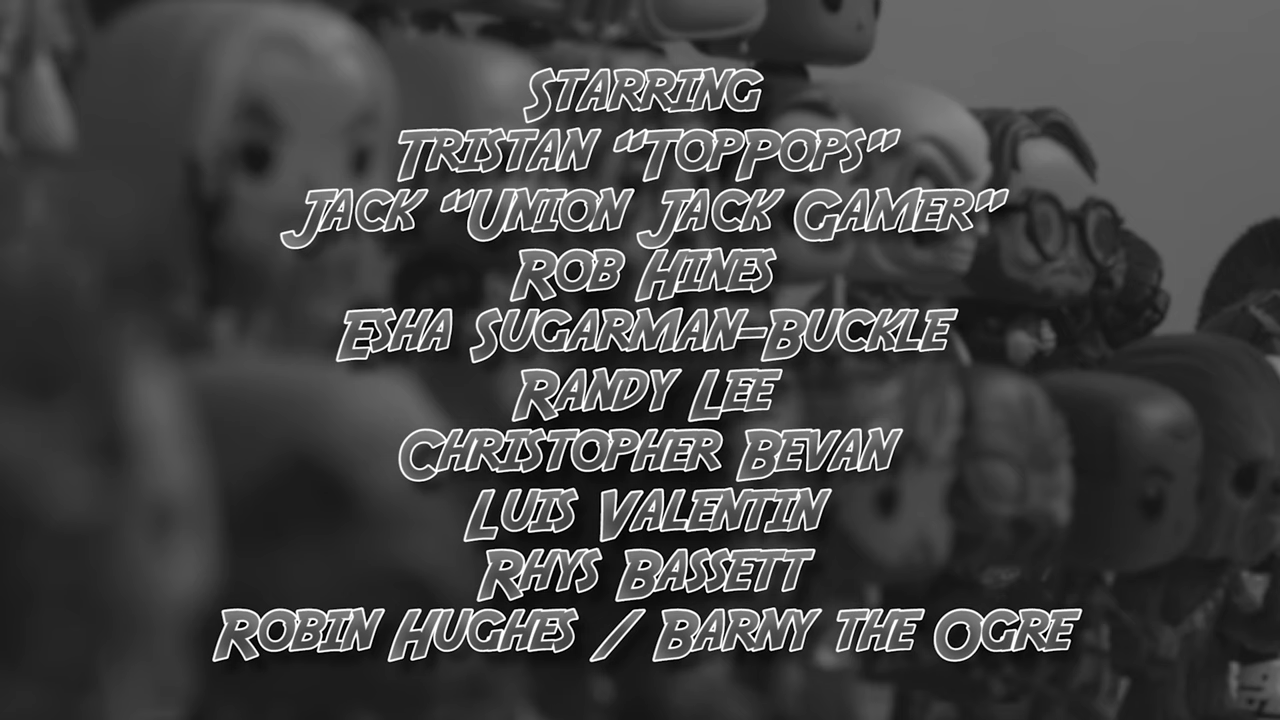 Starring
Tristan "TopPops"
Jack "Union Jack Gamer"
Rob Hines
Esha Sugarman-Buckle
Randy Lee
Christopher Bevan
Luis Valentin
Rhys Bassett
Robin Hughes / Barny the Ogre